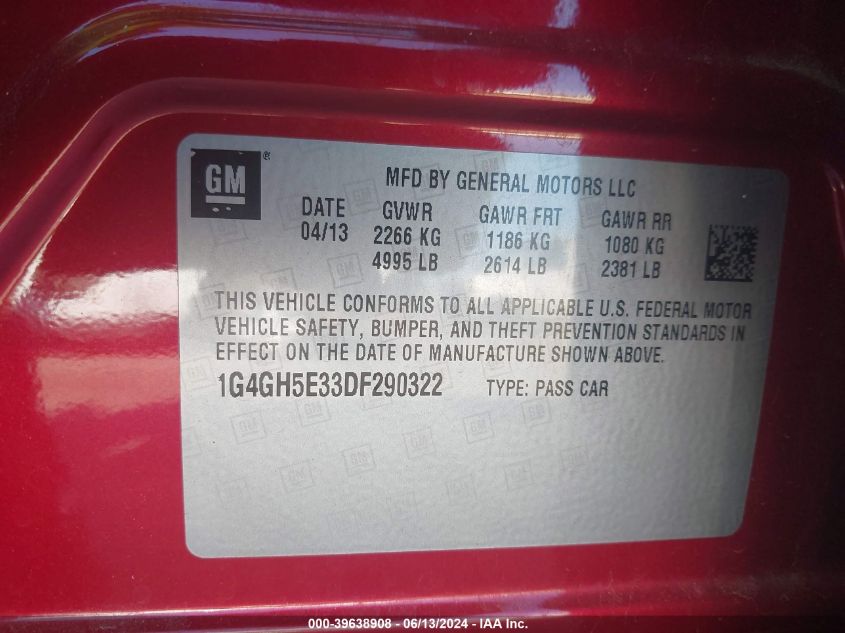 GM ®
MFD BY GENERAL MOTORS LLC
DATE GVWR GAWR FRT GAWR RR
04/13 2266 KG 1186 KG 1080 KG
4995 LB 2614 LB 2381 LB
THIS VEHICLE CONFORMS TO ALL APPLICABLE U.S. FEDERAL MOTOR
VEHICLE SAFETY, BUMPER, AND THEFT PREVENTION STANDARDS IN
EFFECT ON THE DATE OF MANUFACTURE SHOWN ABOVE.
1G4GH5E33DF290322 TYPE: PASS CAR
000-39638908 - 06/13/2024 - IAA Inc.